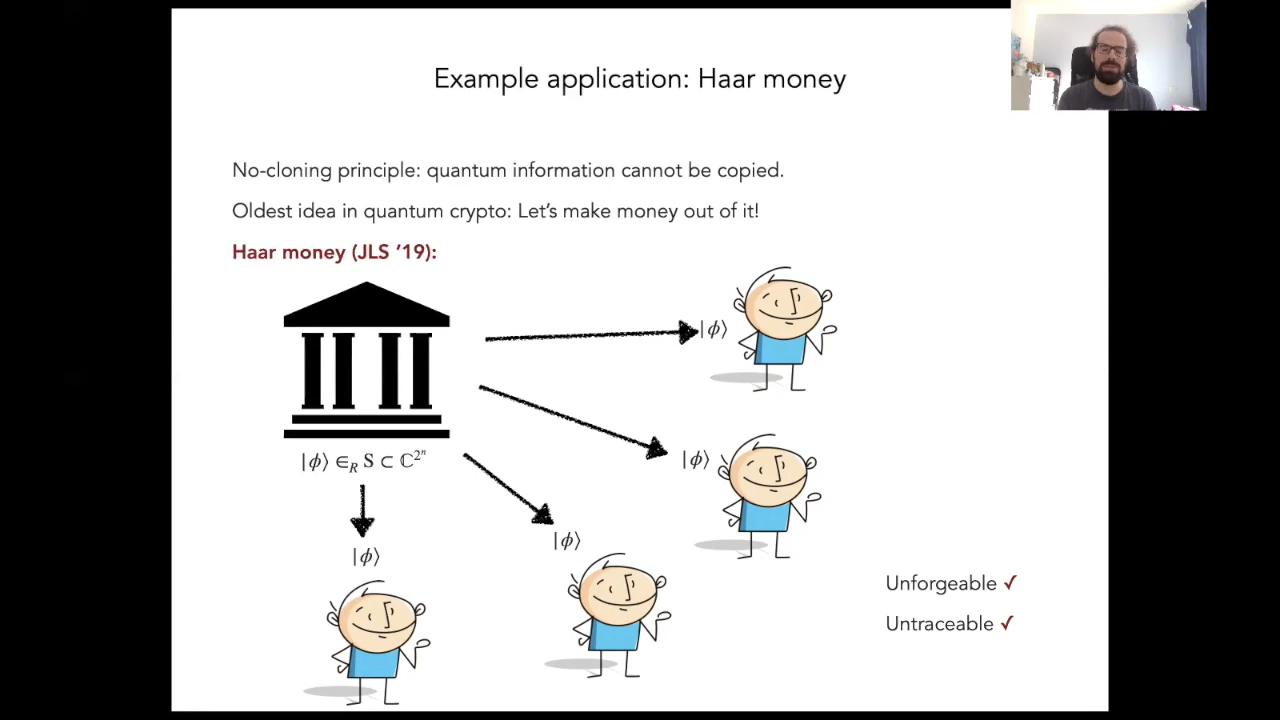 Example application: Haar money
No-cloning principle: quantum information cannot be copied.
Oldest idea in quantum crypto: Let’s make money out of it!
Haar money (JLS ’19):
|ϕ⟩
|ϕ⟩
|ϕ⟩ ∈_R S ⊂ ℂ^{2^n}
|ϕ⟩
|ϕ⟩
Unforgeable ✓
Untraceable ✓